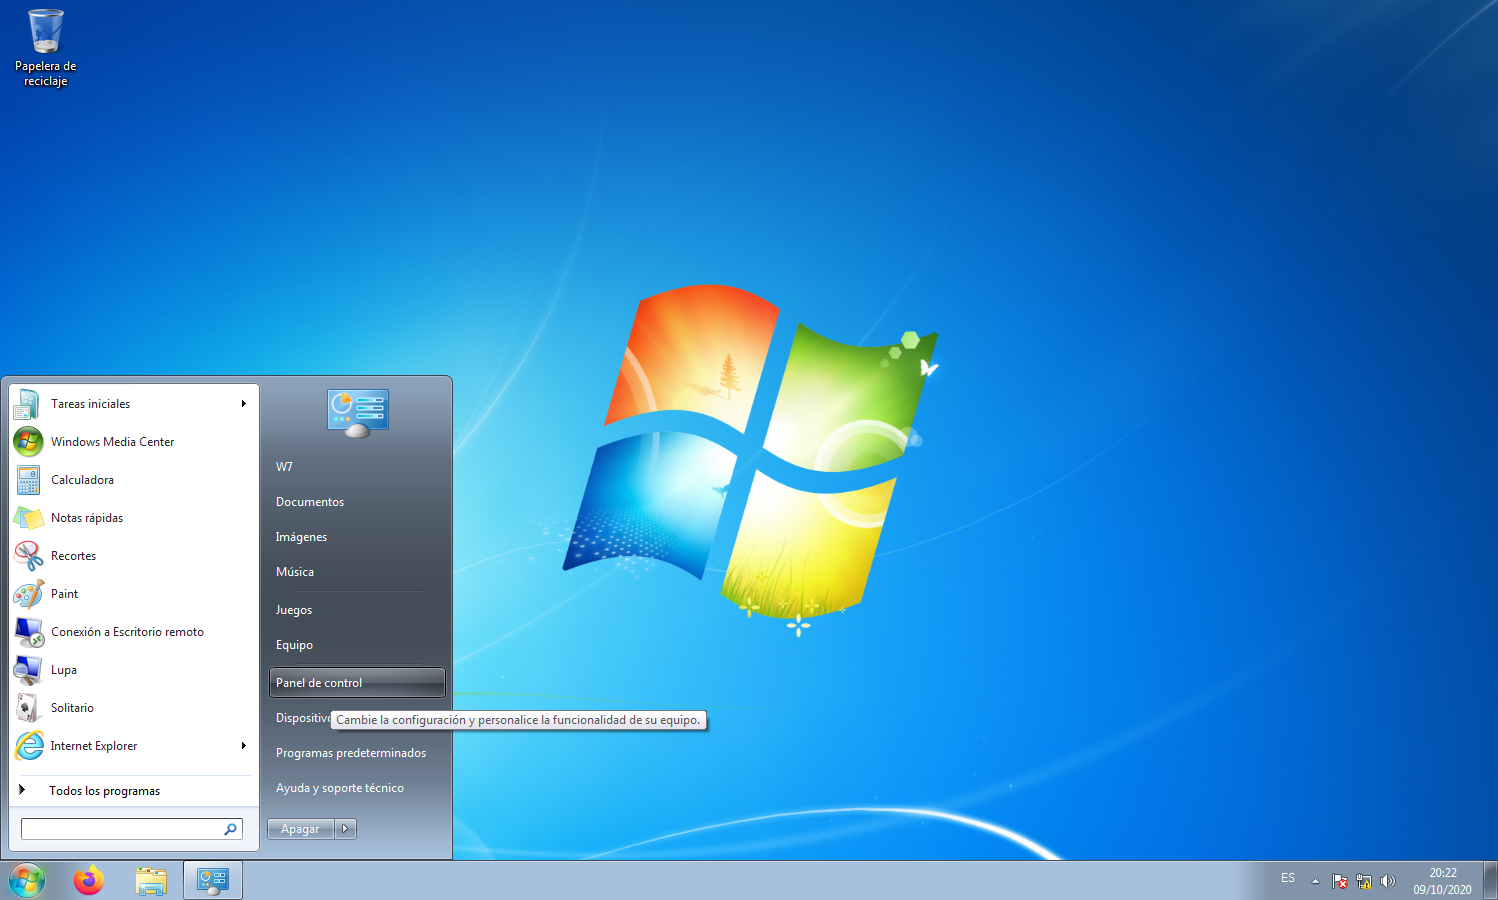 Papelera de
reciclaje
Tareas iniciales
Windows Media Center
Calculadora
Notas rápidas
Recortes
Paint
Conexión a Escritorio remoto
Lupa
Solitario
Internet Explorer
Todos los programas
W7
Documentos
Imágenes
Música
Juegos
Equipo
Panel de control
Cambie la configuración y personalice la funcionalidad de su equipo.
Programas predeterminados
Ayuda y soporte técnico
Apagar
ES
20:22
09/10/2020